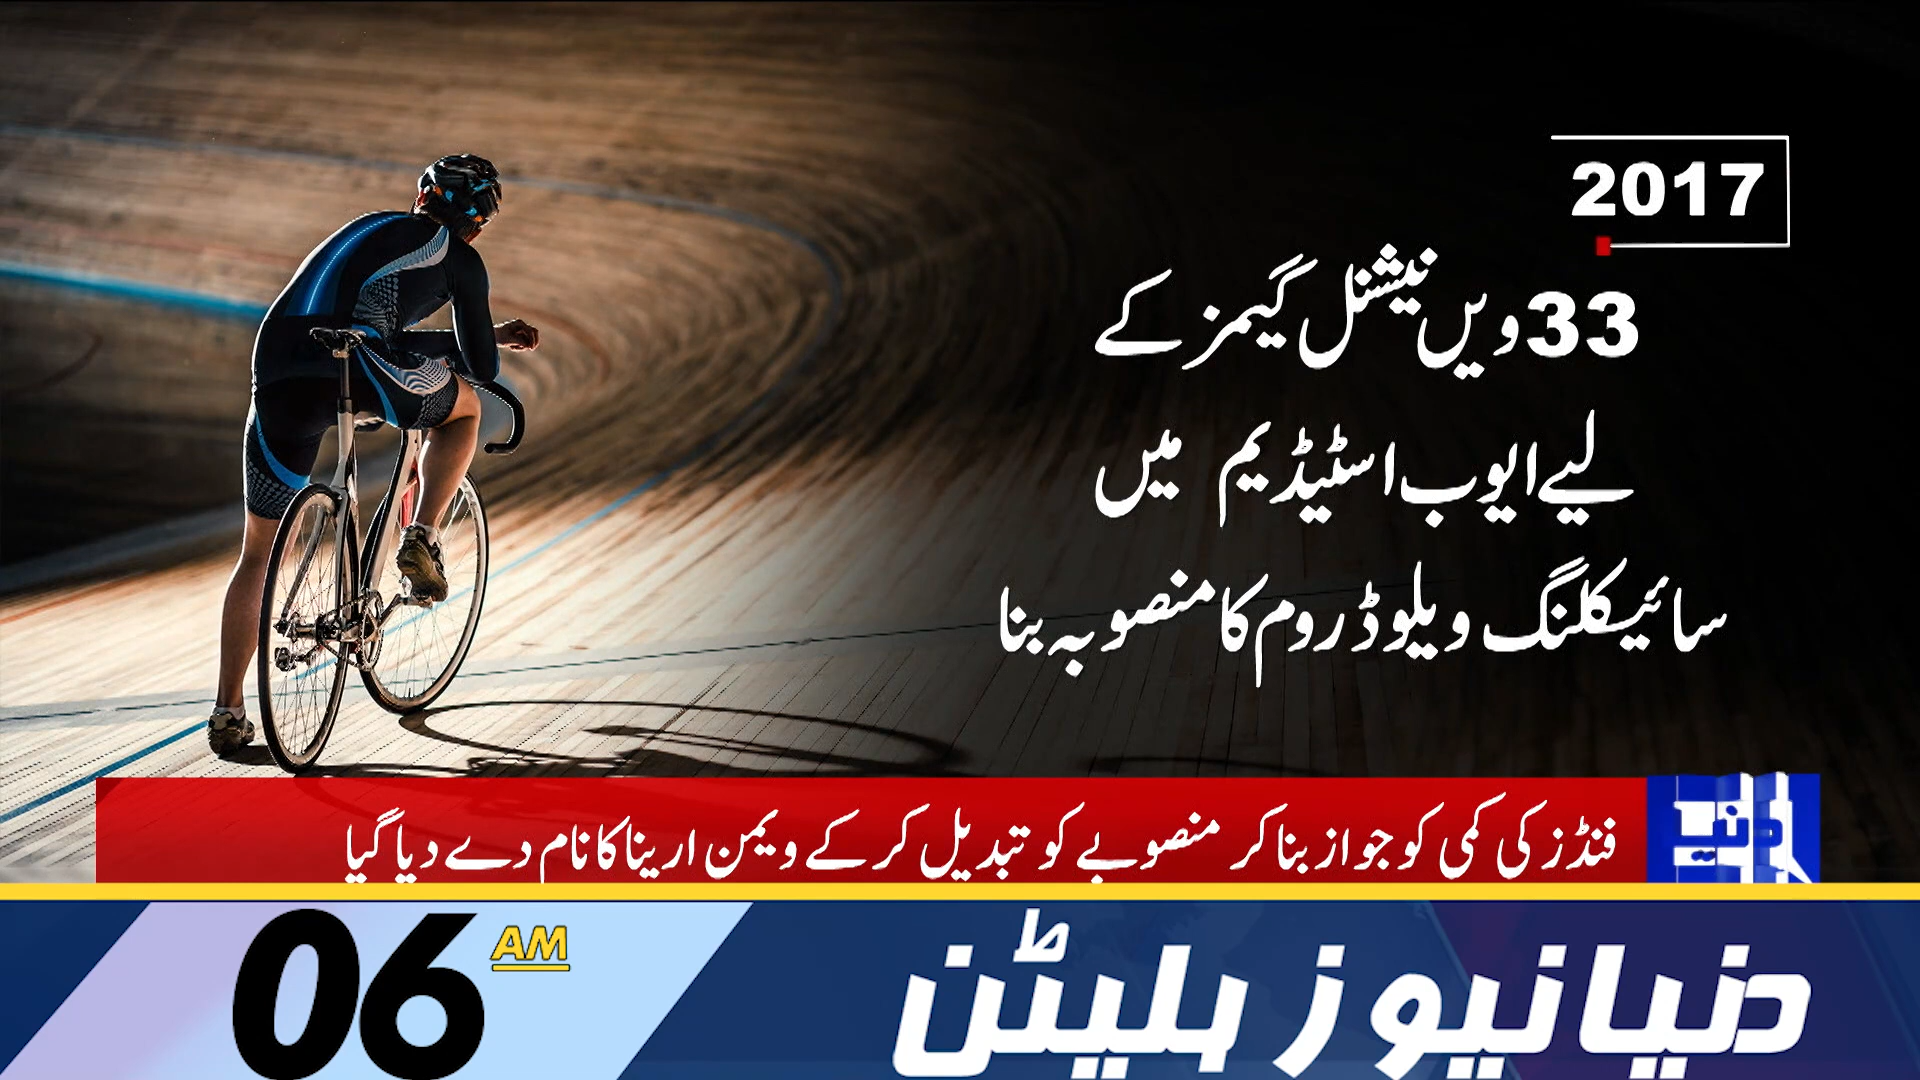 2017
33ویں نیشنل گیمز کے
لیے ایوب اسٹیڈیم میں
سائیکلنگ ویلوڈروم کا منصوبہ بنا
فنڈز کی کمی کو جواز بنا کر منصوبے کو تبدیل کر کے ویمن ارینا کا نام دے دیا گیا
دنیا
06 AM
دنیا نیوز بلیٹن